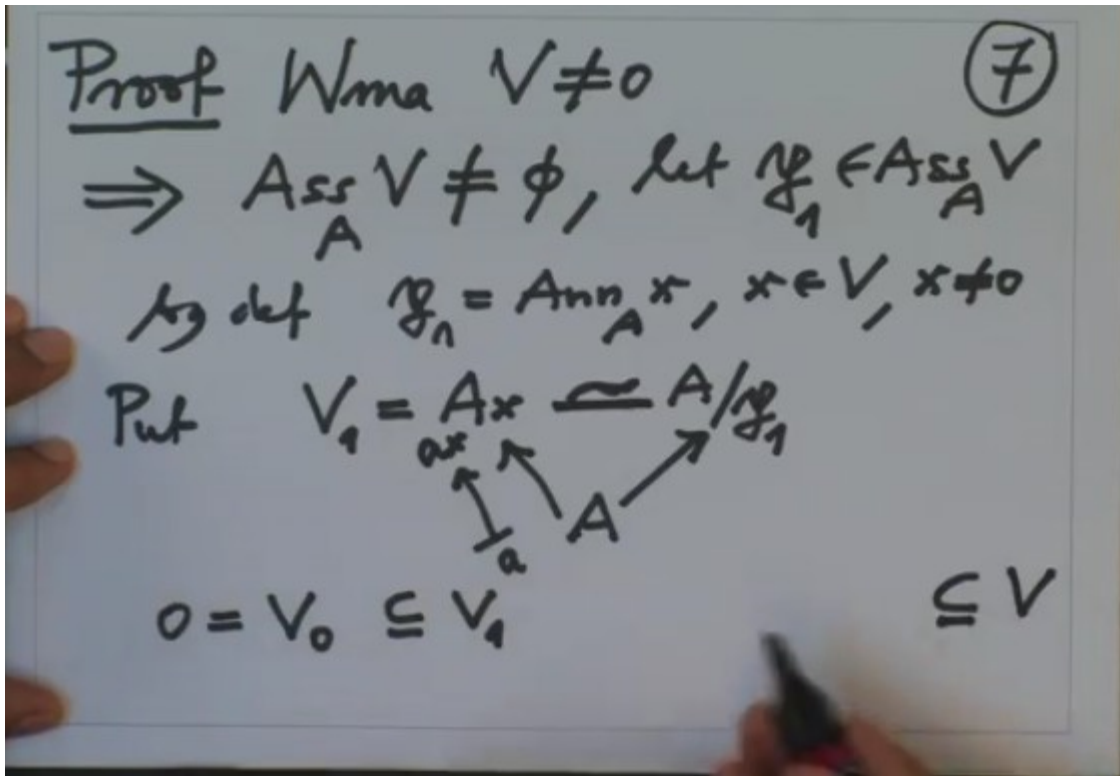 Proof Wma V ≠ 0 ⑦
⟹ Ass_A V ≠ ϕ, let 𝔭_1 ∈ Ass_A V
by def 𝔭_1 = Ann_A x, x ∈ V, x ≠ 0
Put V_1 = Ax ≃ A/𝔭_1
ax
A
a
0 = V_0 ⊆ V_1 ⊆ V